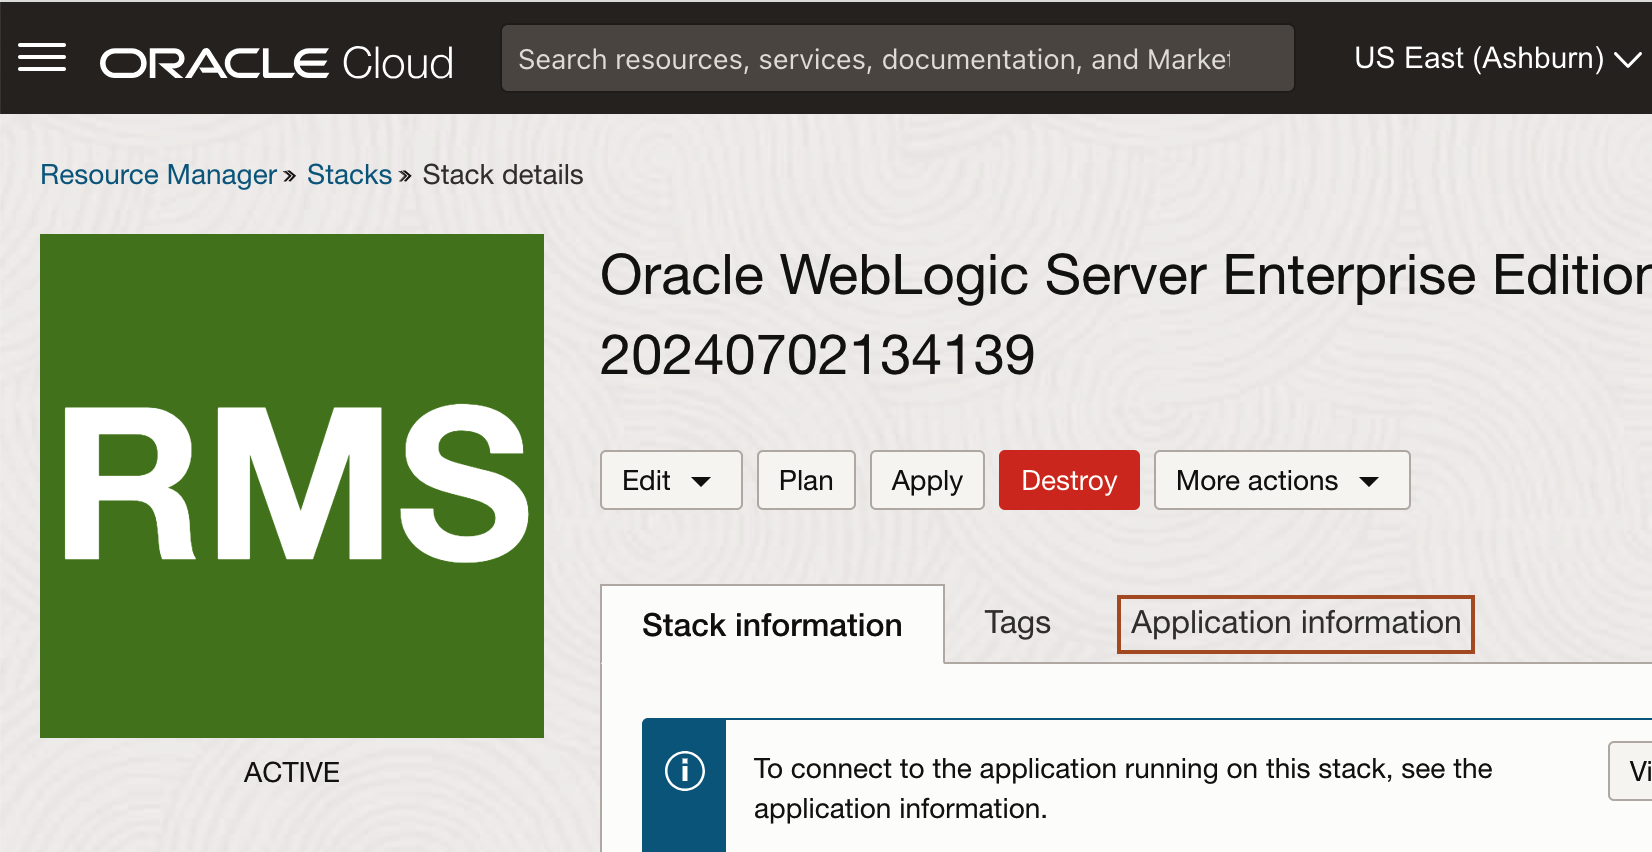 ORACLE Cloud
Search resources, services, documentation, and Market
US East (Ashburn)
Resource Manager » Stacks » Stack details
RMS
ACTIVE
Oracle WebLogic Server Enterprise Edition
20240702134139
Edit
Plan
Apply
Destroy
More actions
Stack information
Tags
Application information
To connect to the application running on this stack, see the
application information.
Vi